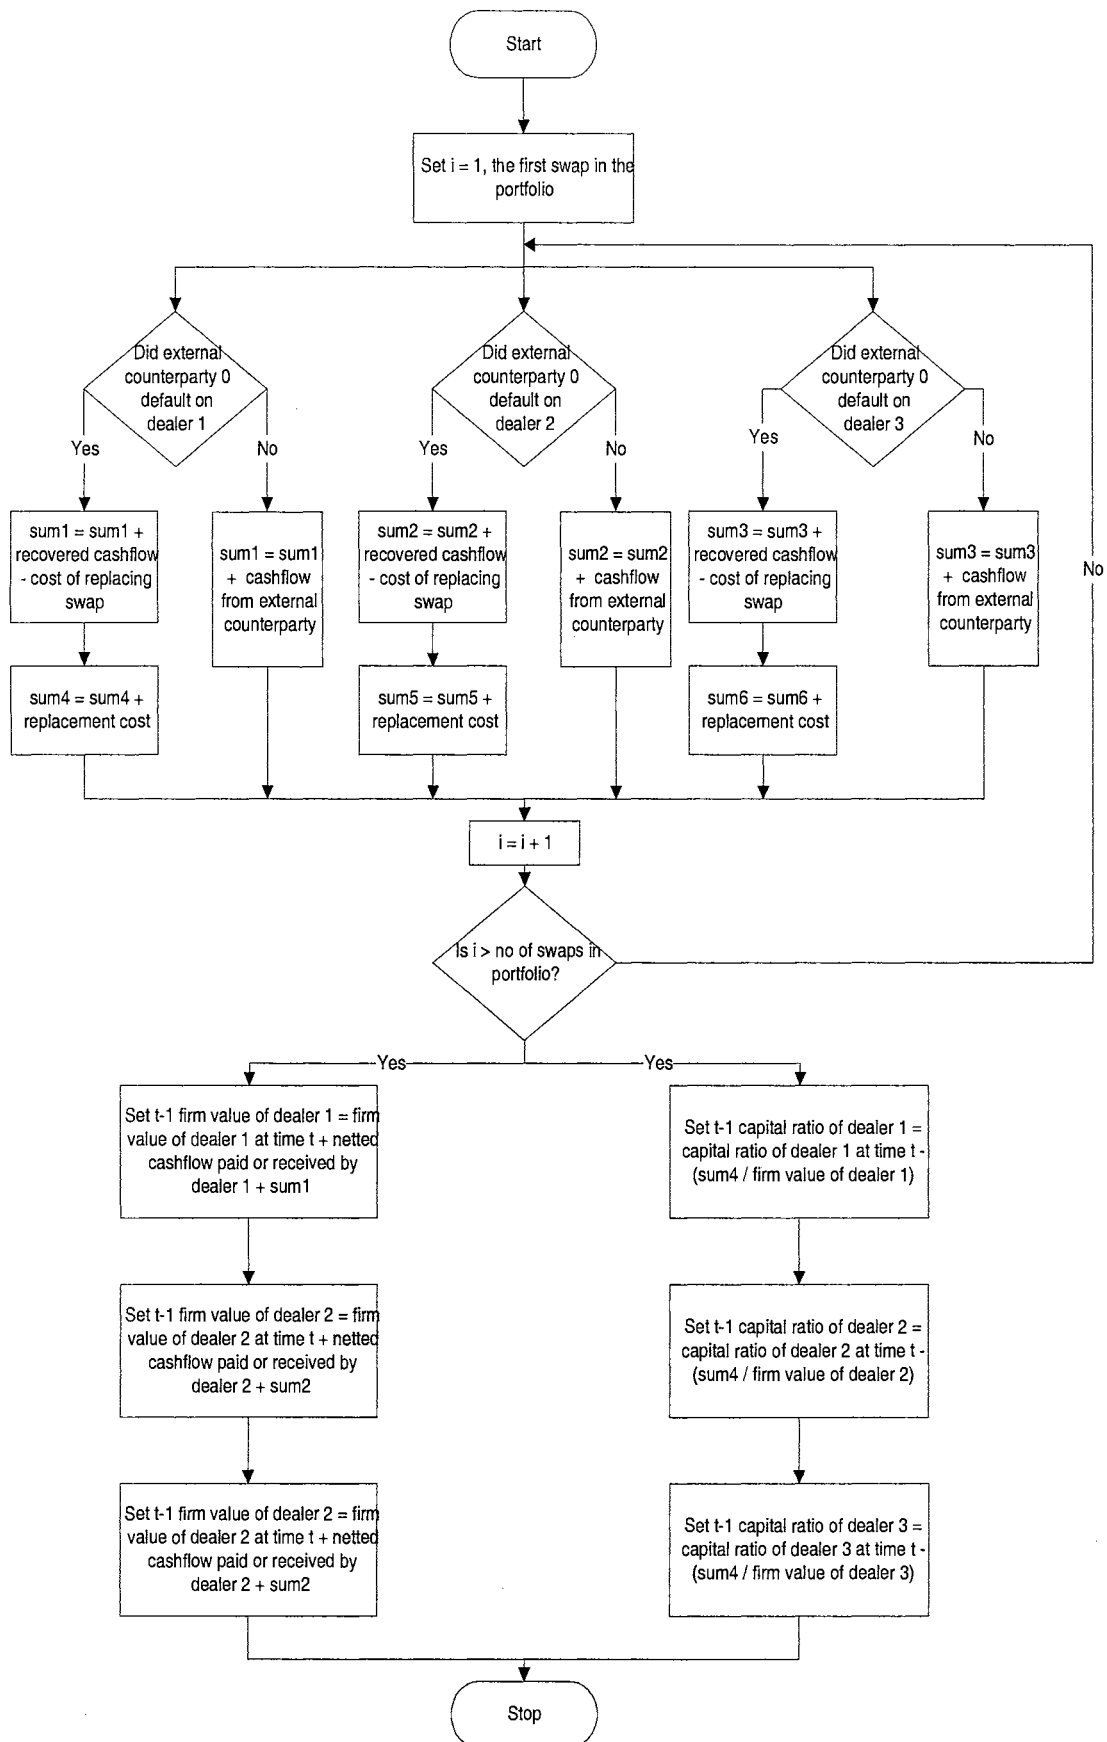 Start
Set i = 1, the first swap in the
portfolio
Did external
counterparty 0
default on
dealer 1
Did external
counterparty 0
default on
dealer 2
Did external
counterparty 0
default on
dealer 3
Yes
No
Yes
No
Yes
No
sum1 = sum1 +
recovered cashflow
- cost of replacing
swap
sum1 = sum1
+ cashflow
from external
counterparty
sum2 = sum2 +
recovered cashflow
- cost of replacing
swap
sum2 = sum2
+ cashflow
from external
counterparty
sum3 = sum3 +
recovered cashflow
- cost of replacing
swap
sum3 = sum3
+ cashflow
from external
counterparty
No
sum4 = sum4 +
replacement cost
sum5 = sum5 +
replacement cost
sum6 = sum6 +
replacement cost
i = i + 1
Is i > no of swaps in
portfolio?
Yes
Yes
Set t-1 firm value of dealer 1 = firm
value of dealer 1 at time t + netted
cashflow paid or received by
dealer 1 + sum1
Set t-1 capital ratio of dealer 1 =
capital ratio of dealer 1 at time t -
(sum4 / firm value of dealer 1)
Set t-1 firm value of dealer 2 = firm
value of dealer 2 at time t + netted
cashflow paid or received by
dealer 2 + sum2
Set t-1 capital ratio of dealer 2 =
capital ratio of dealer 2 at time t -
(sum4 / firm value of dealer 2)
Set t-1 firm value of dealer 2 = firm
value of dealer 2 at time t + netted
cashflow paid or received by
dealer 2 + sum2
Set t-1 capital ratio of dealer 3 =
capital ratio of dealer 3 at time t -
(sum4 / firm value of dealer 3)
Stop